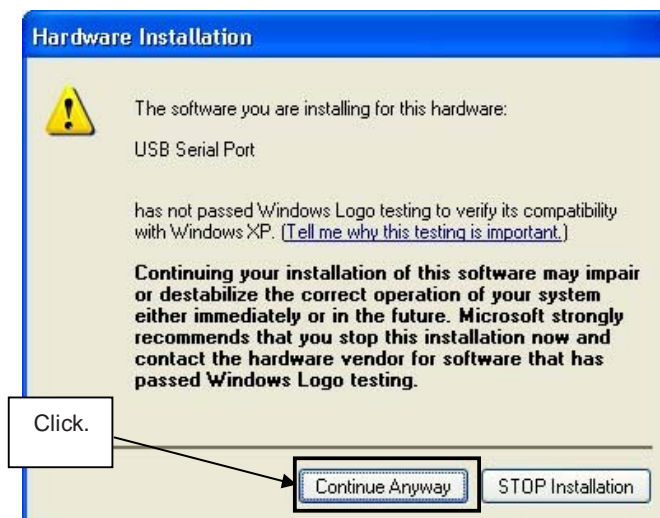 Hardware Installation
The software you are installing for this hardware:
USB Serial Port
has not passed Windows Logo testing to verify its compatibility
with Windows XP. (Tell me why this testing is important.)
Continuing your installation of this software may impair
or destabilize the correct operation of your system
either immediately or in the future. Microsoft strongly
recommends that you stop this installation now and
contact the hardware vendor for software that has
passed Windows Logo testing.
Click.
Continue Anyway
STOP Installation